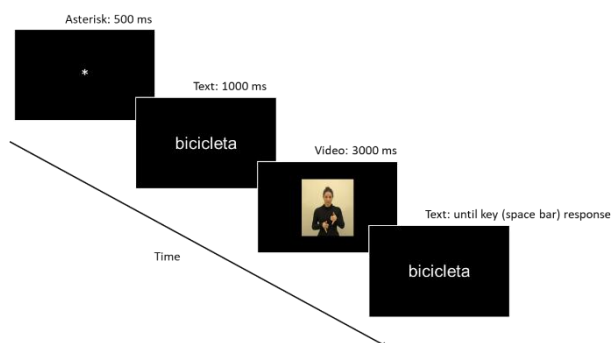 Asterisk: 500 ms
*
Text: 1000 ms
bicicleta
Video: 3000 ms
Text: until key (space bar) response
bicicleta
Time